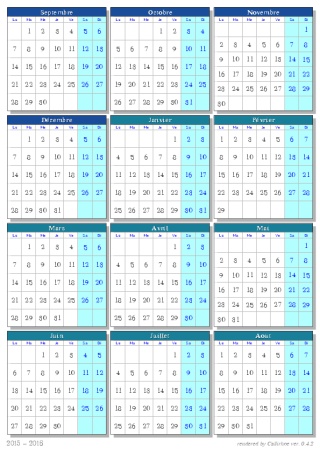 Septembre
Lu Ma Me Je Ve Sa Di
1 2 3 4 5 6
7 8 9 10 11 12 13
14 15 16 17 18 19 20
21 22 23 24 25 26 27
28 29 30
Octobre
Lu Ma Me Je Ve Sa Di
1 2 3 4
5 6 7 8 9 10 11
12 13 14 15 16 17 18
19 20 21 22 23 24 25
26 27 28 29 30 31
Novembre
Lu Ma Me Je Ve Sa Di
1
2 3 4 5 6 7 8
9 10 11 12 13 14 15
16 17 18 19 20 21 22
23 24 25 26 27 28 29
30
Décembre
Lu Ma Me Je Ve Sa Di
1 2 3 4 5 6
7 8 9 10 11 12 13
14 15 16 17 18 19 20
21 22 23 24 25 26 27
28 29 30 31
Janvier
Lu Ma Me Je Ve Sa Di
1 2 3
4 5 6 7 8 9 10
11 12 13 14 15 16 17
18 19 20 21 22 23 24
25 26 27 28 29 30 31
Février
Lu Ma Me Je Ve Sa Di
1 2 3 4 5 6 7
8 9 10 11 12 13 14
15 16 17 18 19 20 21
22 23 24 25 26 27 28
29
Mars
Lu Ma Me Je Ve Sa Di
1 2 3 4 5 6
7 8 9 10 11 12 13
14 15 16 17 18 19 20
21 22 23 24 25 26 27
28 29 30 31
Avril
Lu Ma Me Je Ve Sa Di
1 2 3
4 5 6 7 8 9 10
11 12 13 14 15 16 17
18 19 20 21 22 23 24
25 26 27 28 29 30
Mai
Lu Ma Me Je Ve Sa Di
1
2 3 4 5 6 7 8
9 10 11 12 13 14 15
16 17 18 19 20 21 22
23 24 25 26 27 28 29
30 31
Juin
Lu Ma Me Je Ve Sa Di
1 2 3 4 5
6 7 8 9 10 11 12
13 14 15 16 17 18 19
20 21 22 23 24 25 26
27 28 29 30
Juillet
Lu Ma Me Je Ve Sa Di
1 2 3
4 5 6 7 8 9 10
11 12 13 14 15 16 17
18 19 20 21 22 23 24
25 26 27 28 29 30 31
Aout
Lu Ma Me Je Ve Sa Di
1 2 3 4 5 6 7
8 9 10 11 12 13 14
15 16 17 18 19 20 21
22 23 24 25 26 27 28
29 30 31
2015 - 2016
rendered by